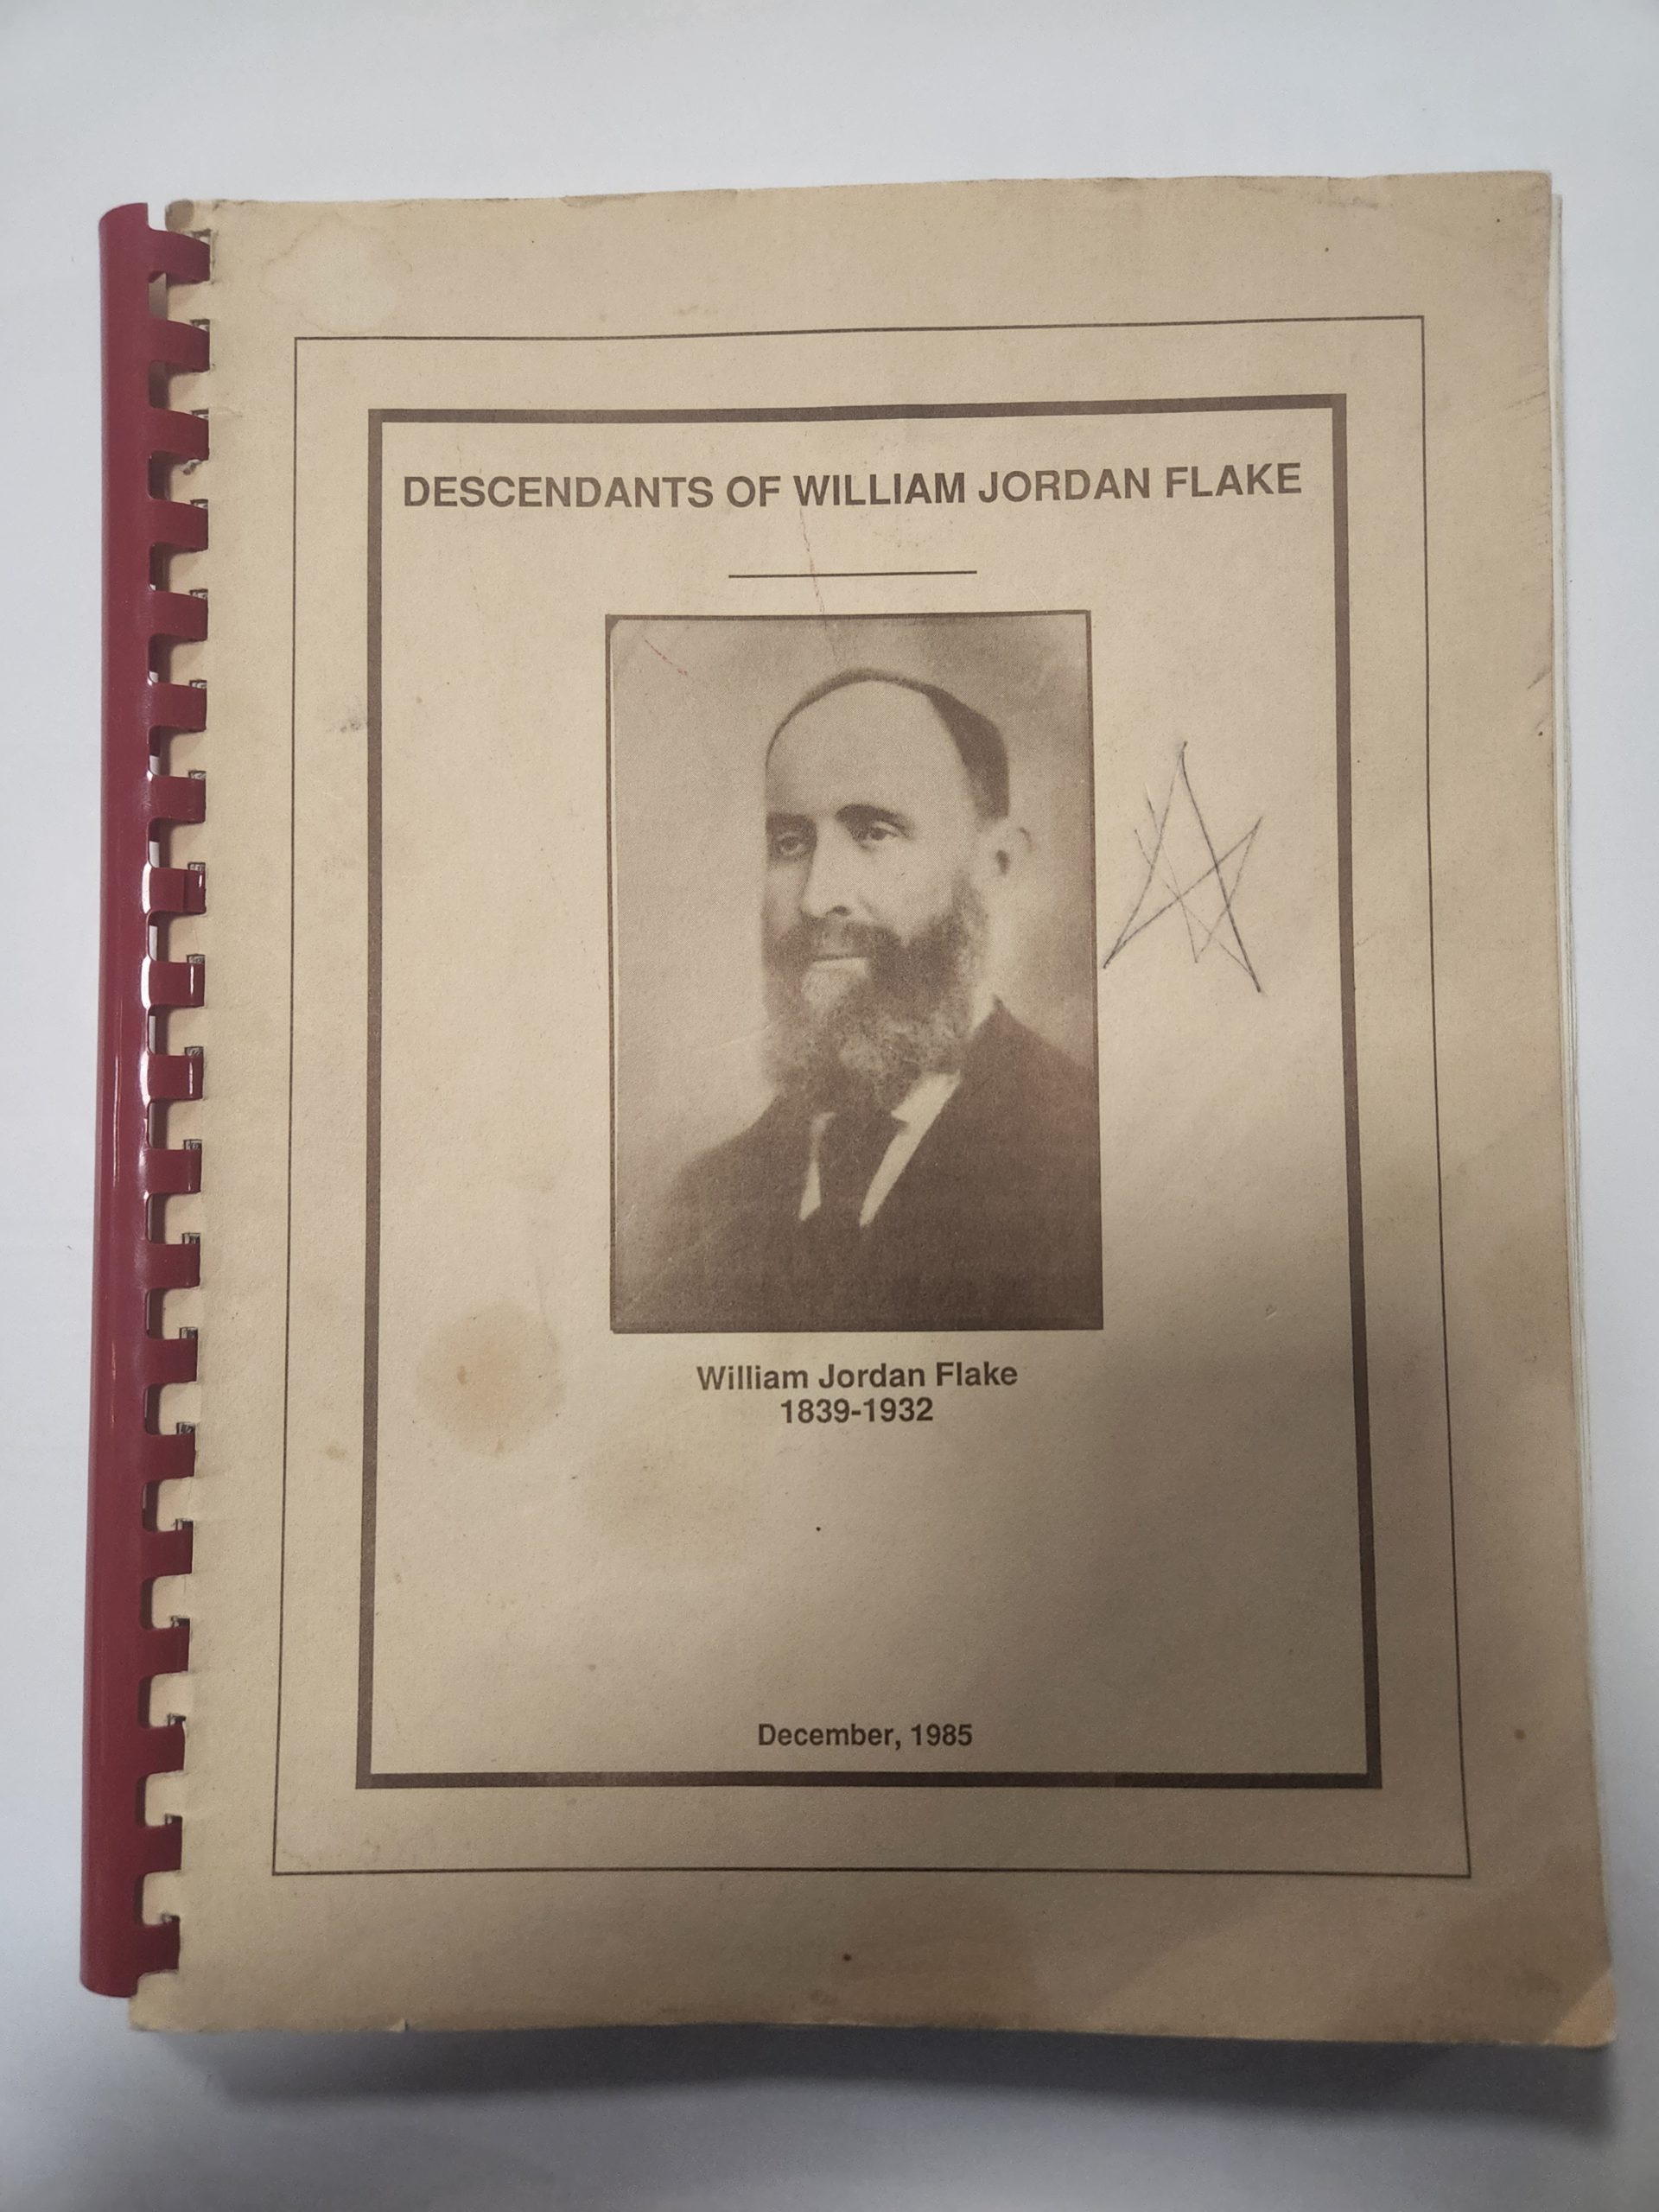 DESCENDANTS OF WILLIAM JORDAN FLAKE
William Jordan Flake
1839-1932
December, 1985